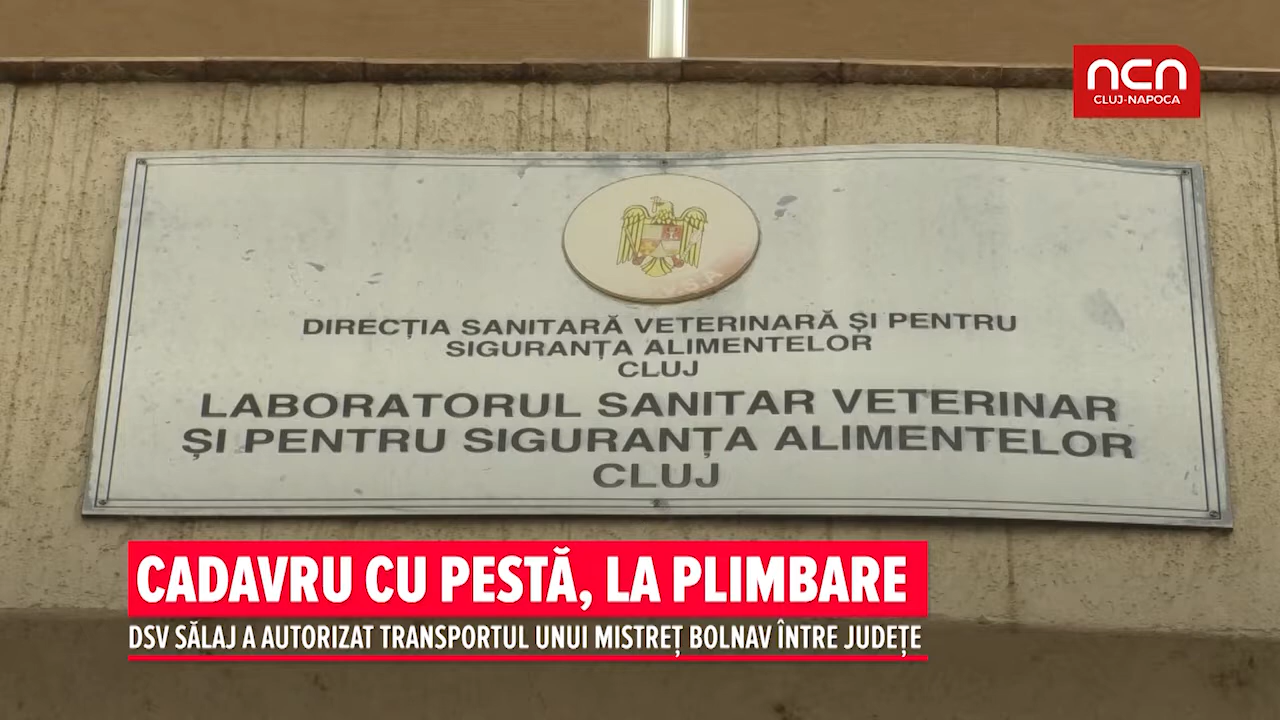 ncn
CLUJ-NAPOCA
DIRECȚIA SANITARĂ VETERINARĂ ȘI PENTRU
SIGURANȚA ALIMENTELOR
CLUJ
LABORATORUL SANITAR VETERINAR
ȘI PENTRU SIGURANȚA ALIMENTELOR
CLUJ
CADAVRU CU PESTĂ, LA PLIMBARE
DSV SĂLAJ A AUTORIZAT TRANSPORTUL UNUI MISTREȚ BOLNAV ÎNTRE JUDEȚE